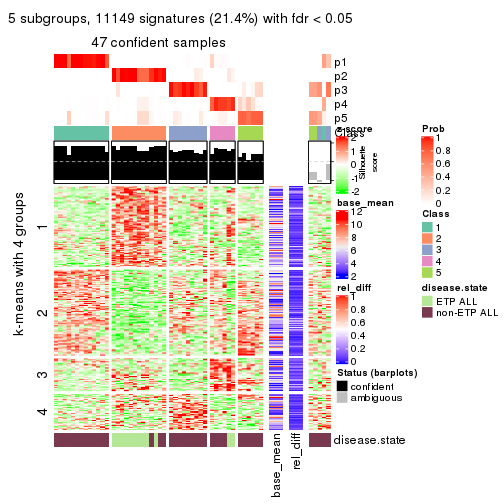 5 subgroups, 11149 signatures (21.4%) with fdr < 0.05
47 confident samples
p1
p2
p3
p4
p5
Class
z-score
2
1
0
-1
-2
Silhouette
score
base_mean
12
10
8
6
4
2
rel_diff
1
0.8
0.6
0.4
0.2
0
Status (barplots)
confident
ambiguous
Prob
1
0.8
0.6
0.4
0.2
0
Class
1
2
3
4
5
disease.state
ETP ALL
non-ETP ALL
k-means with 4 groups
1
2
3
4
disease.state
base_mean
rel_diff